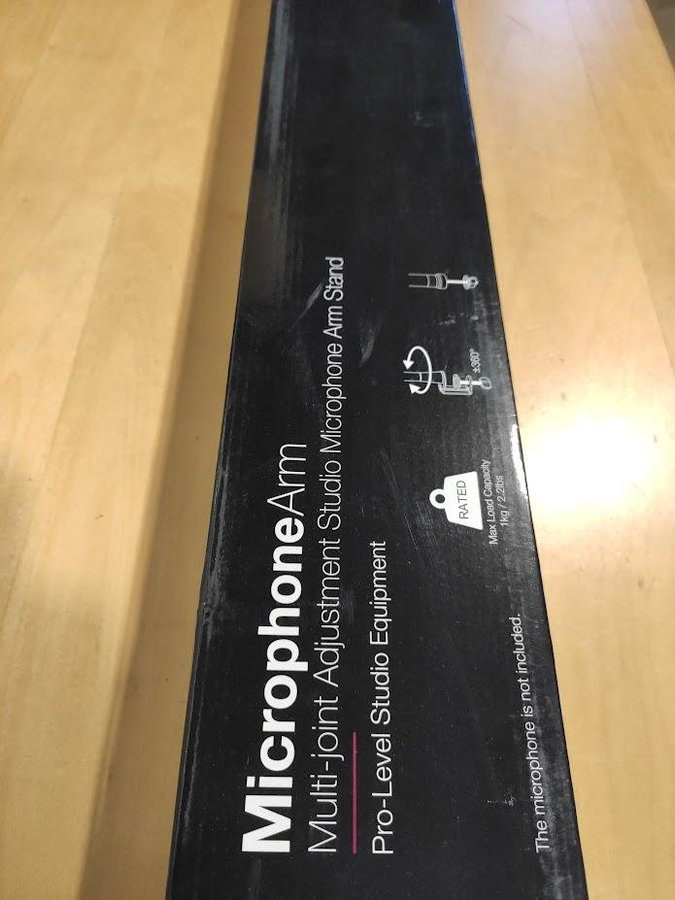 MicrophoneArm
Multi-joint Adjustment Studio Microphone Arm Stand
Pro-Level Studio Equipment
RATED
Max Load Capacity
1kg / 2.2lbs
±360°
The microphone is not included.